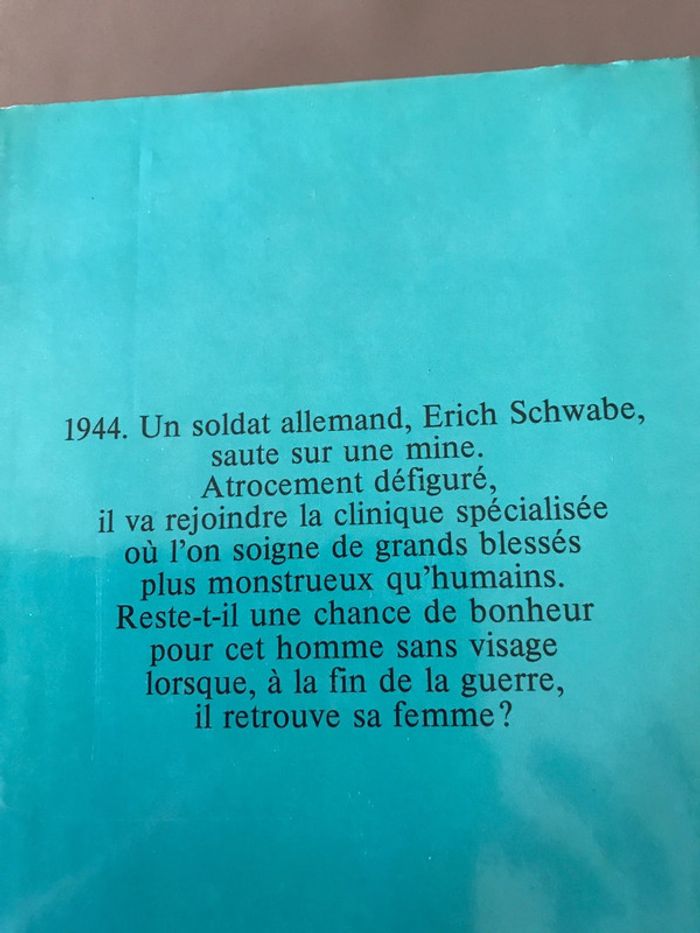 1944. Un soldat allemand, Erich Schwabe,
saute sur une mine.
Atrocement défiguré,
il va rejoindre la clinique spécialisée
où l'on soigne de grands blessés
plus monstrueux qu'humains.
Reste-t-il une chance de bonheur
pour cet homme sans visage
lorsque, à la fin de la guerre,
il retrouve sa femme ?